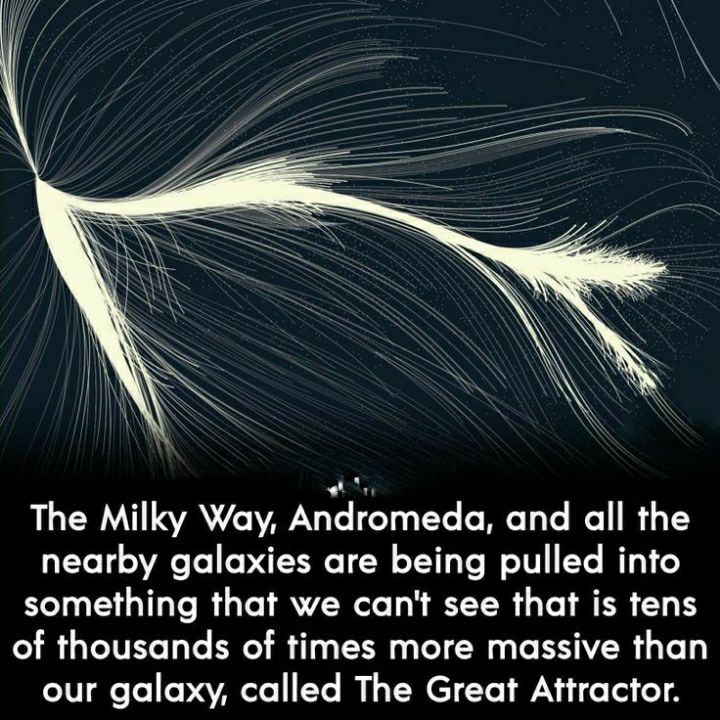 The Milky Way, Andromeda, and all the
nearby galaxies are being pulled into
something that we can't see that is tens
of thousands of times more massive than
our galaxy, called The Great Attractor.